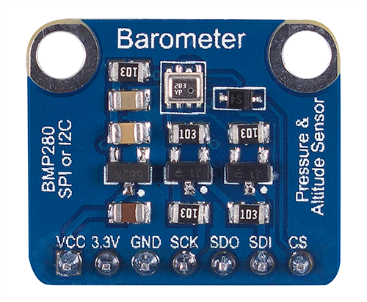 Barometer
103
BMP280
SPI or I2C
Pressure &
Altitude Sensor
103
103
103
103
VCC 3,3V GND SCK SDO SDI CS